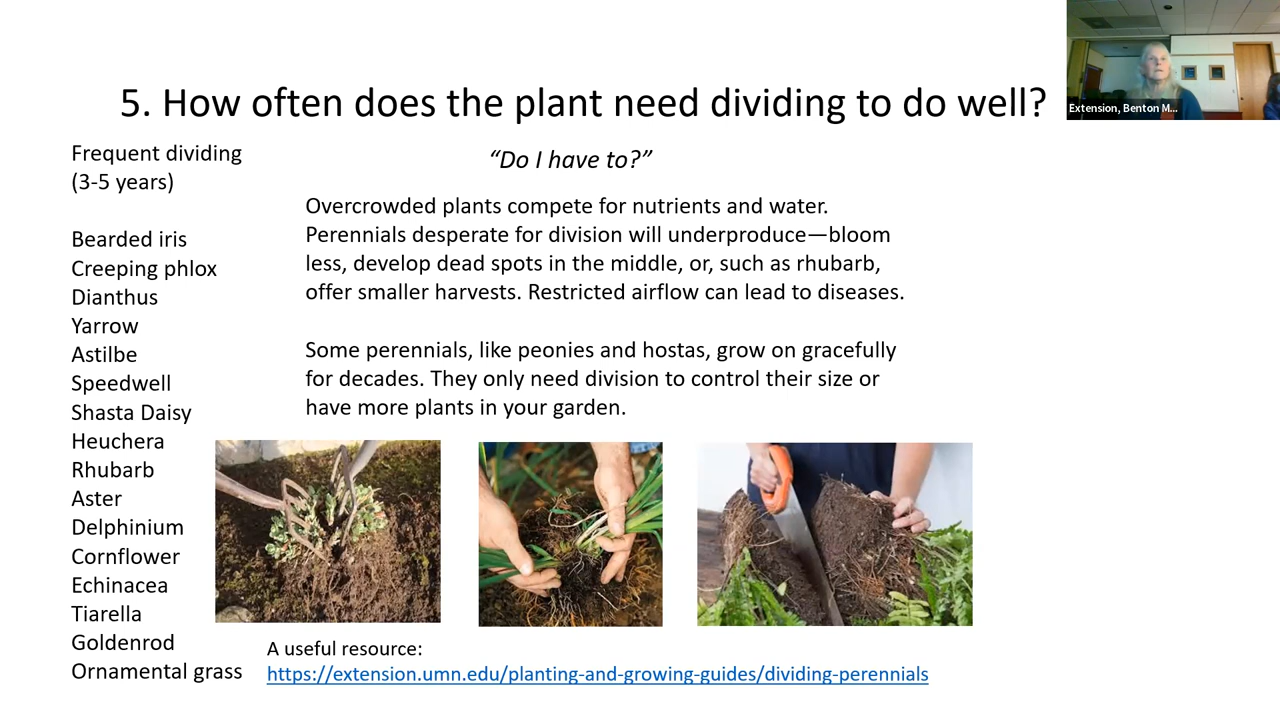 5. How often does the plant need dividing to do well?
Extension, Benton M...
Frequent dividing
(3-5 years)
Bearded iris
Creeping phlox
Dianthus
Yarrow
Astilbe
Speedwell
Shasta Daisy
Heuchera
Rhubarb
Aster
Delphinium
Cornflower
Echinacea
Tiarella
Goldenrod
Ornamental grass
“Do I have to?”
Overcrowded plants compete for nutrients and water.
Perennials desperate for division will underproduce—bloom
less, develop dead spots in the middle, or, such as rhubarb,
offer smaller harvests. Restricted airflow can lead to diseases.
Some perennials, like peonies and hostas, grow on gracefully
for decades. They only need division to control their size or
have more plants in your garden.
A useful resource:
https://extension.umn.edu/planting-and-growing-guides/dividing-perennials